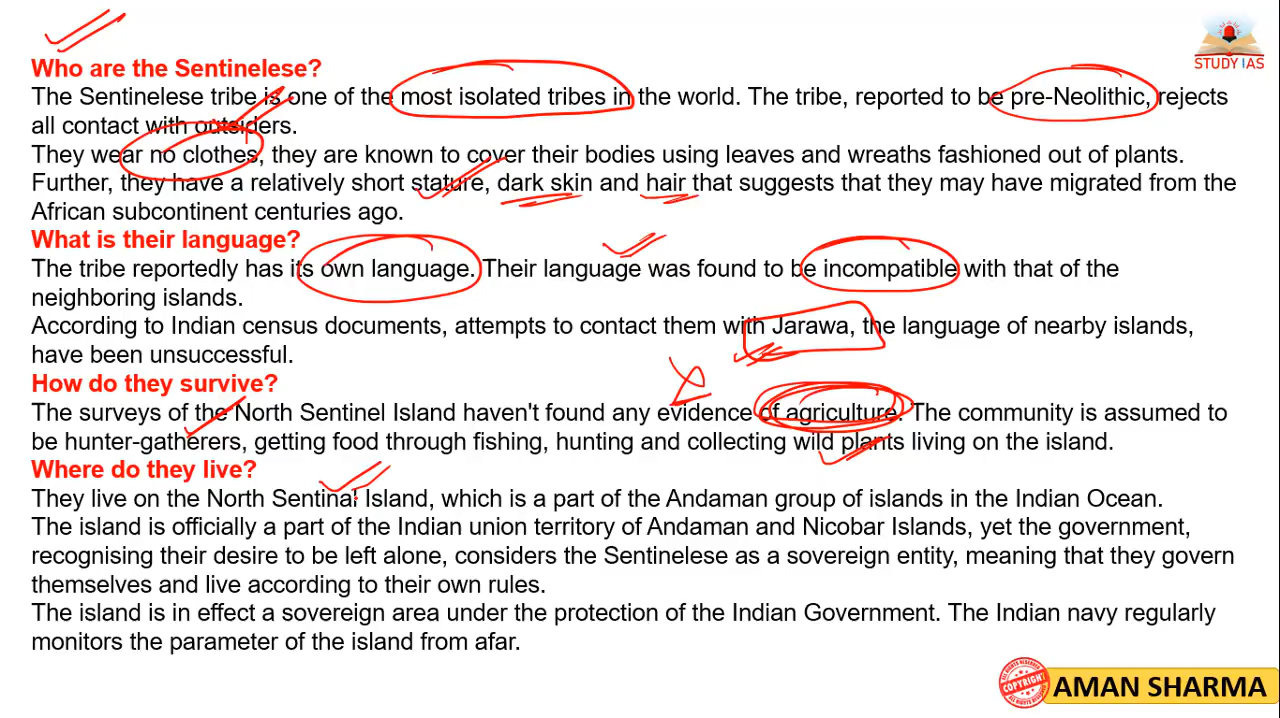 STUDY IAS
Who are the Sentinelese?
The Sentinelese tribe is one of the most isolated tribes in the world. The tribe, reported to be pre-Neolithic, rejects
all contact with outsiders.
They wear no clothes, they are known to cover their bodies using leaves and wreaths fashioned out of plants.
Further, they have a relatively short stature, dark skin and hair that suggests that they may have migrated from the
African subcontinent centuries ago.
What is their language?
The tribe reportedly has its own language. Their language was found to be incompatible with that of the
neighboring islands.
According to Indian census documents, attempts to contact them with Jarawa, the language of nearby islands,
have been unsuccessful.
How do they survive?
The surveys of the North Sentinel Island haven't found any evidence of agriculture. The community is assumed to
be hunter-gatherers, getting food through fishing, hunting and collecting wild plants living on the island.
Where do they live?
They live on the North Sentinal Island, which is a part of the Andaman group of islands in the Indian Ocean.
The island is officially a part of the Indian union territory of Andaman and Nicobar Islands, yet the government,
recognising their desire to be left alone, considers the Sentinelese as a sovereign entity, meaning that they govern
themselves and live according to their own rules.
The island is in effect a sovereign area under the protection of the Indian Government. The Indian navy regularly
monitors the parameter of the island from afar.
ALL RIGHTS RESERVED
COPYRIGHT
ALL RIGHTS RESERVED
AMAN SHARMA